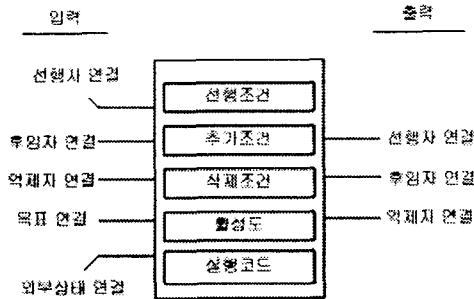 입력
출력
선행자 연결
선행조건
후임자 연결
추가조건
선행자 연결
억제자 연결
삭제조건
후임자 연결
목표 연결
활성도
억제자 연결
외부상태 연결
실행코드